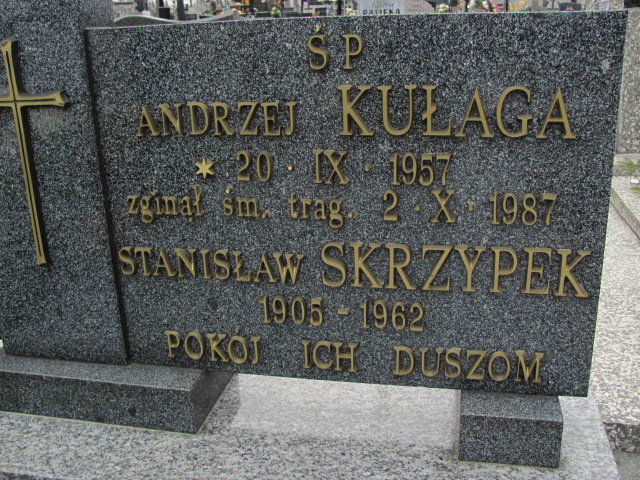 ŚP
ANDRZEJ KUŁAGA
20 · IX · 1957
zginął śm. trag. 2 · X · 1987
STANISŁAW SKRZYPEK
1905 - 1962
POKÓJ ICH DUSZOM